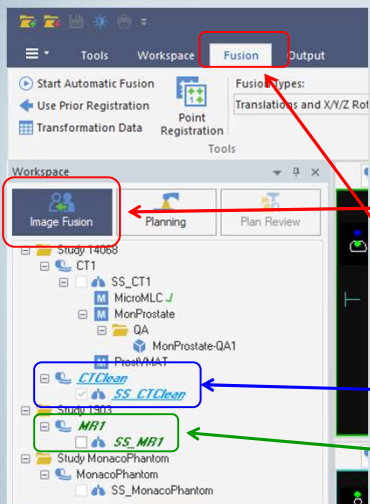 Tools Workspace Fusion Output
Start Automatic Fusion
Use Prior Registration
Transformation Data
Point
Registration
Fusion Types:
Translations and X/Y/Z Rot
Tools
Workspace
Image Fusion Planning Plan Review
Study 14068
CT1
SS_CT1
MicroMLC
MonProstate
QA
MonProstate-QA1
ProstVMAT
CTClean
SS_CTClean
Study 1903
MR1
SS_MR1
Study MonacoPhantom
MonacoPhantom
SS_MonacoPhantom